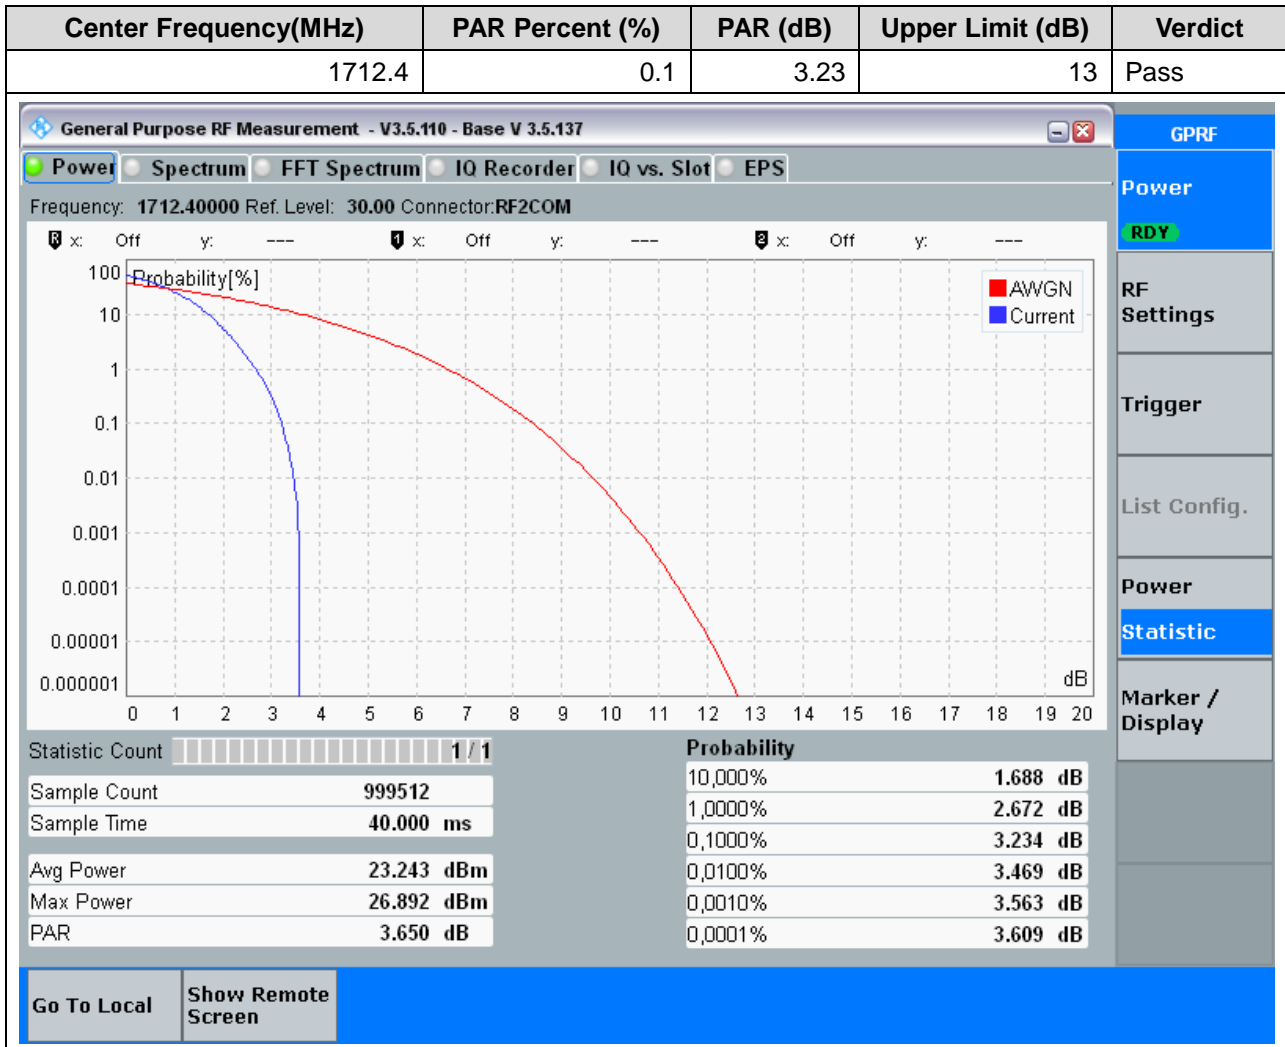 Center Frequency(MHz) PAR Percent (%) PAR (dB) Upper Limit (dB) Verdict
1712.4 0.1 3.23 13 Pass
General Purpose RF Measurement - V3.5.110 - Base V 3.5.137
GPRF
Power Spectrum FFT Spectrum IQ Recorder IQ vs. Slot EPS
Power
RDY
Frequency: 1712.40000 Ref. Level: 30.00 Connector:RF2COM
R x: Off y: --- 1 x: Off y: --- 2 x: Off y: ---
Probability[%]
AWGN
Current
100
10
1
0.1
0.01
0.001
0.0001
0.00001
0.000001
dB
0 1 2 3 4 5 6 7 8 9 10 11 12 13 14 15 16 17 18 19 20
RF
Settings
Trigger
List Config.
Power
Statistic
Marker /
Display
Statistic Count 1 / 1
Sample Count 999512
Sample Time 40.000 ms
Avg Power 23.243 dBm
Max Power 26.892 dBm
PAR 3.650 dB
Probability
10,000% 1.688 dB
1,0000% 2.672 dB
0,1000% 3.234 dB
0,0100% 3.469 dB
0,0010% 3.563 dB
0,0001% 3.609 dB
Go To Local
Show Remote
Screen